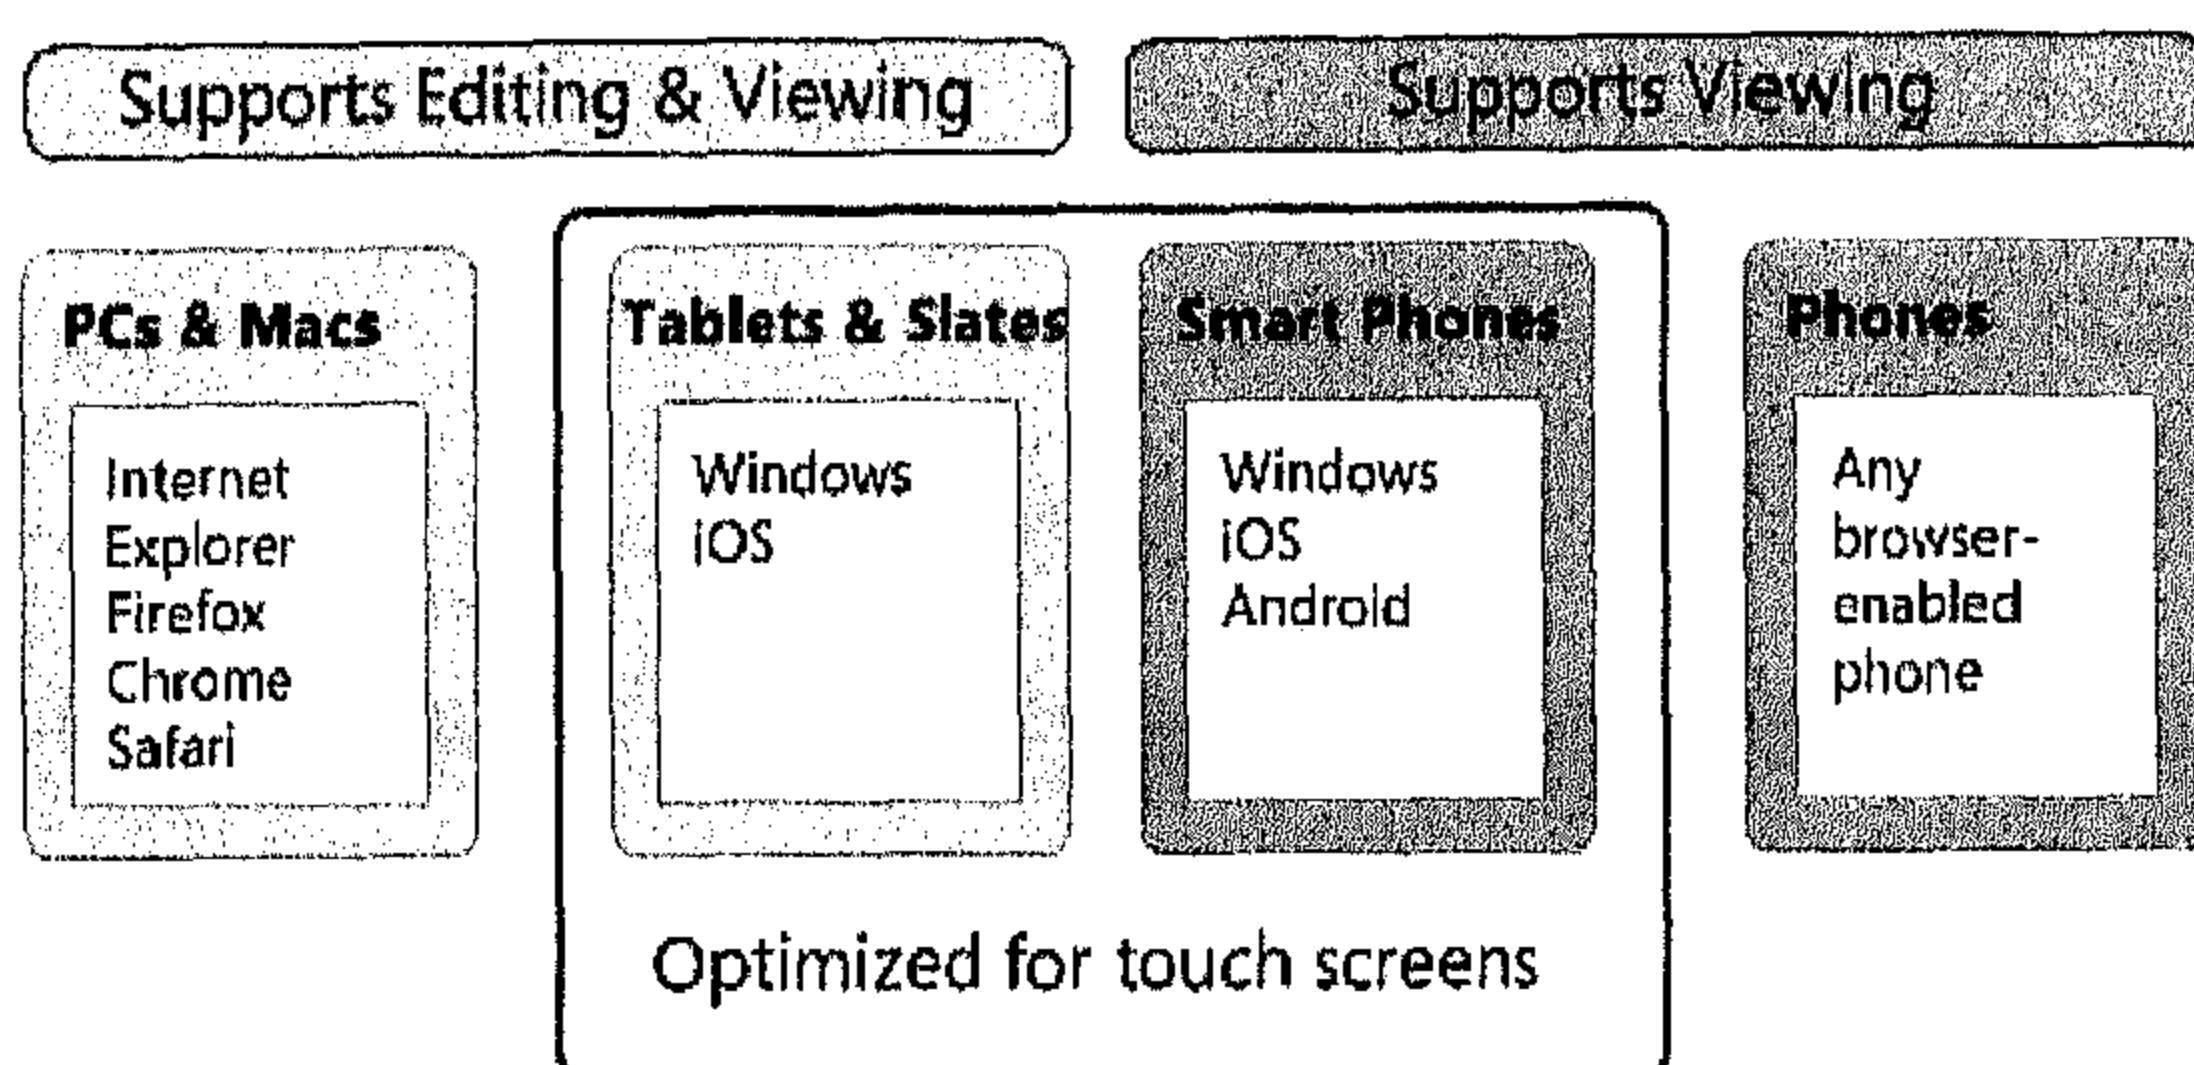 Supports Editing & Viewing
Supports Viewing
PCs & Macs
Internet
Explorer
Firefox
Chrome
Safari
Tablets & Slates
Windows
iOS
Smart Phones
Windows
iOS
Android
Phones
Any
browser-
enabled
phone
Optimized for touch screens